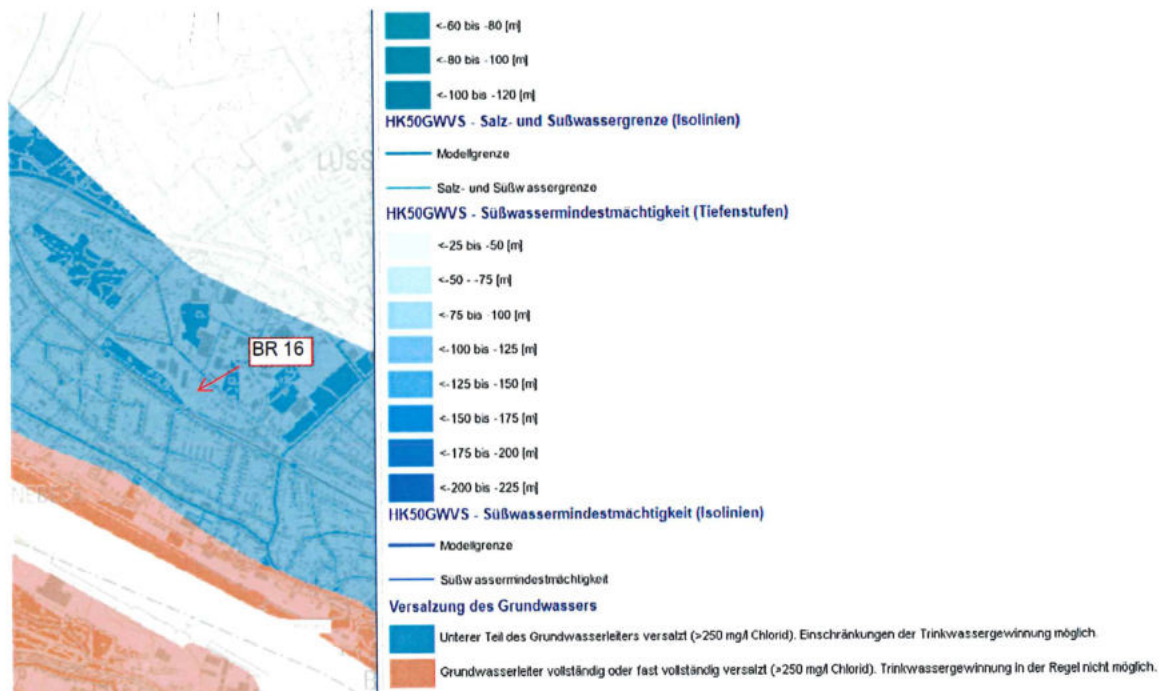 <-60 bis -80 [m]
<-80 bis -100 [m]
<-100 bis -120 [m]
HK50GWVS - Salz- und Sußwassergrenze (Isolinien)
Modellgrenze
Salz- und Süßwassergrenze
HK50GWVS - Süßwassermindestmächtigkeit (Tiefenstufen)
<-25 bis -50 [m]
<-50 - -75 [m]
<-75 bis -100 [m]
<-100 bis -125 [m]
<-125 bis -150 [m]
<-150 bis -175 [m]
<-175 bis -200 [m]
<-200 bis -225 [m]
HK50GWVS - Süßwassermindestmächtigkeit (Isolinien)
Modellgrenze
Süßwassermindestmächtigkeit
Versalzung des Grundwassers
Unterer Teil des Grundwasserleiters versalzt (>250 mg/l Chlorid). Einschränkungen der Trinkwassergewinnung möglich.
Grundwasserleiter vollständig oder fast vollständig versalzt (>250 mg/l Chlorid). Trinkwassergewinnung in der Regel nicht möglich.
LÜSS
BR 16